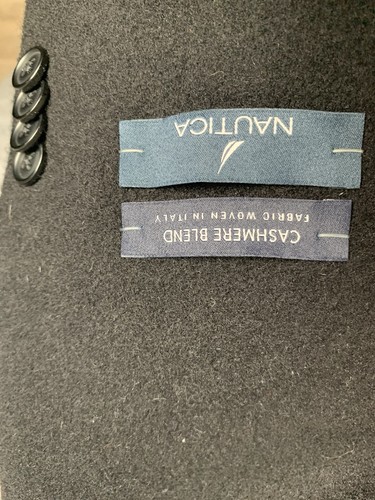 NAUTICA
CASHMERE BLEND
FABRIC WOVEN IN ITALY